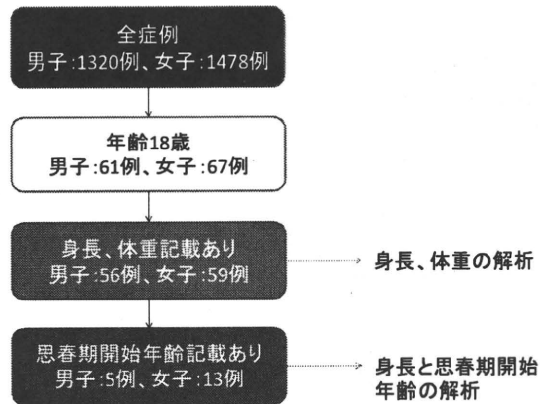 全症例
男子:1320例、女子:1478例
年齢18歳
男子:61例、女子:67例
身長、体重記載あり
男子:56例、女子:59例
身長、体重の解析
思春期開始年齢記載あり
男子:5例、女子:13例
身長と思春期開始
年齢の解析